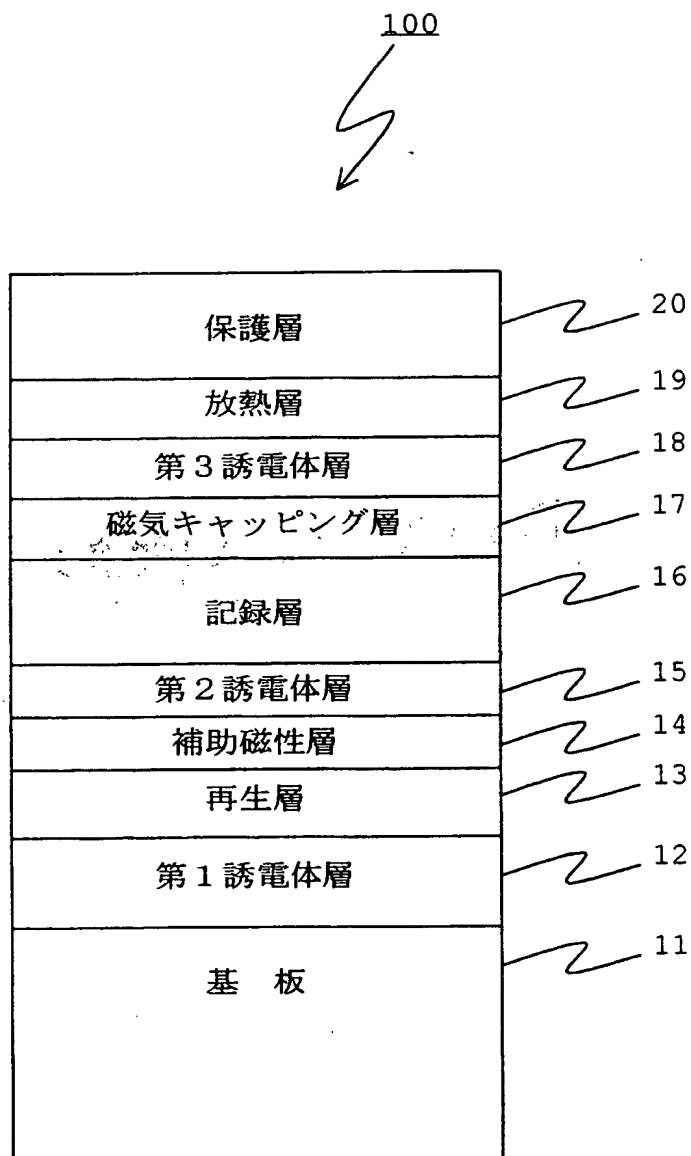 100
保護層 20
放熱層 19
第3誘電体層 18
磁気キャッピング層 17
記録層 16
第2誘電体層 15
補助磁性層 14
再生層 13
第1誘電体層 12
基　板 11